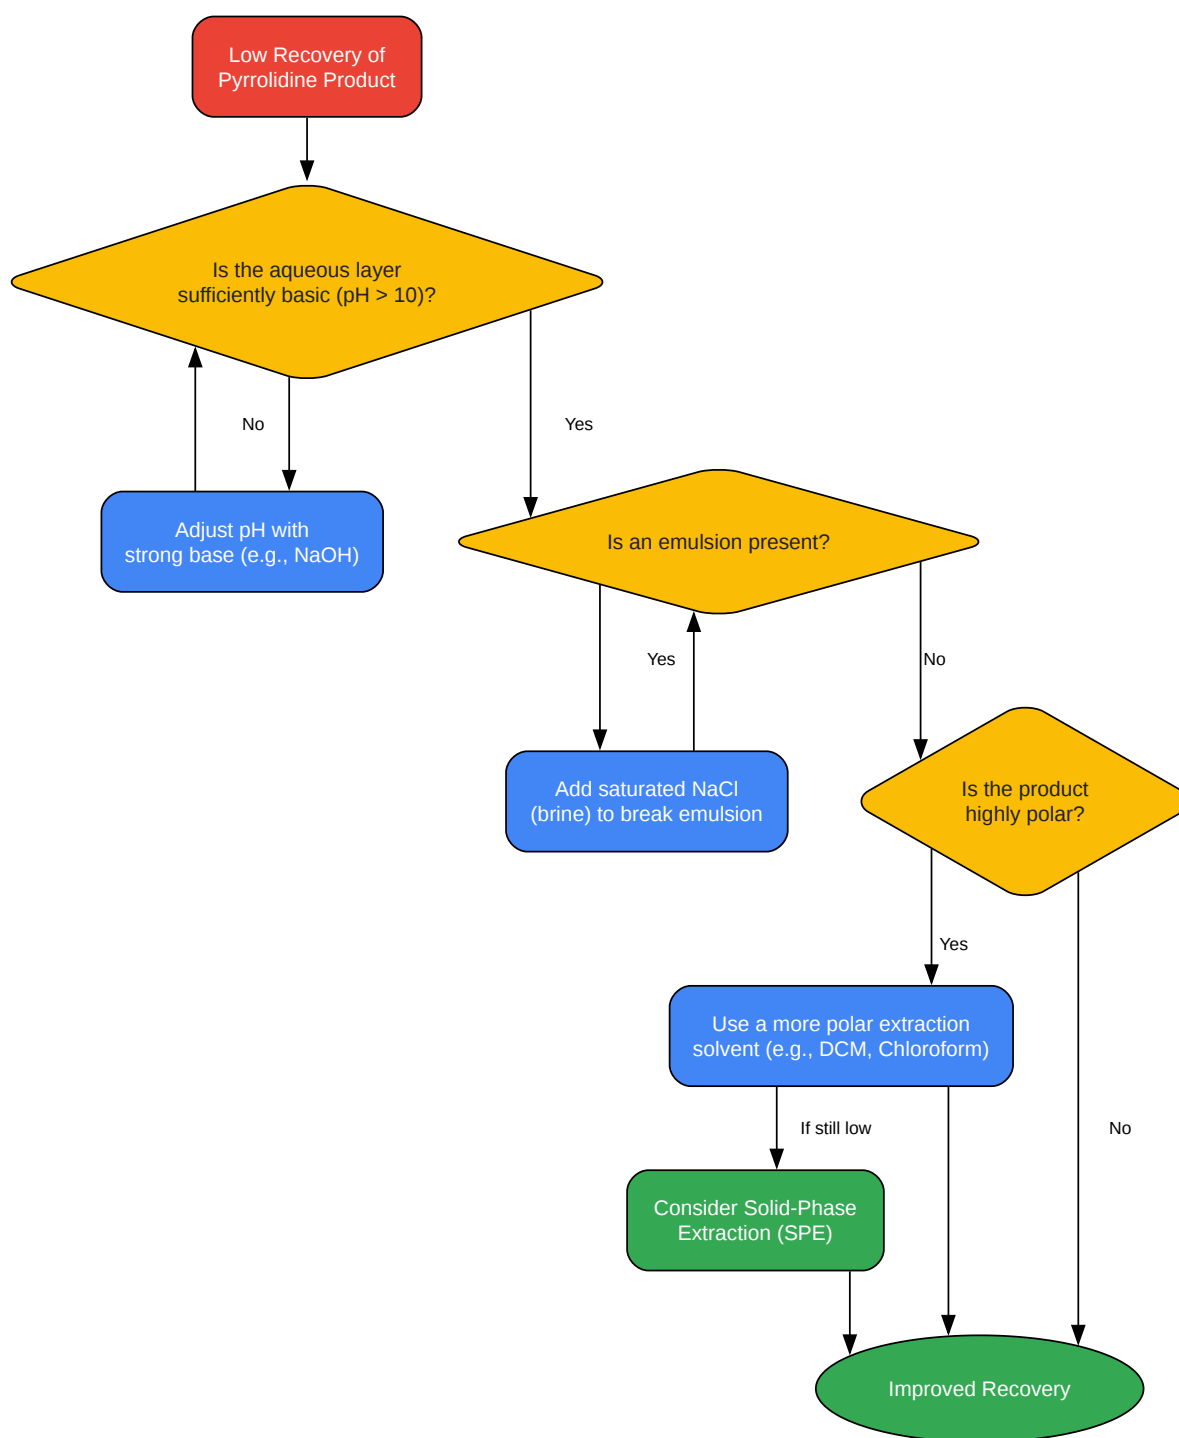 Low Recovery of
Pyrrolidine Product
Is the aqueous layer
sufficiently basic (pH > 10)?
No
Yes
Adjust pH with
strong base (e.g., NaOH)
Is an emulsion present?
Yes
No
Add saturated NaCl
(brine) to break emulsion
Is the product
highly polar?
Yes
Use a more polar extraction
solvent (e.g., DCM, Chloroform)
If still low
No
Consider Solid-Phase
Extraction (SPE)
Improved Recovery